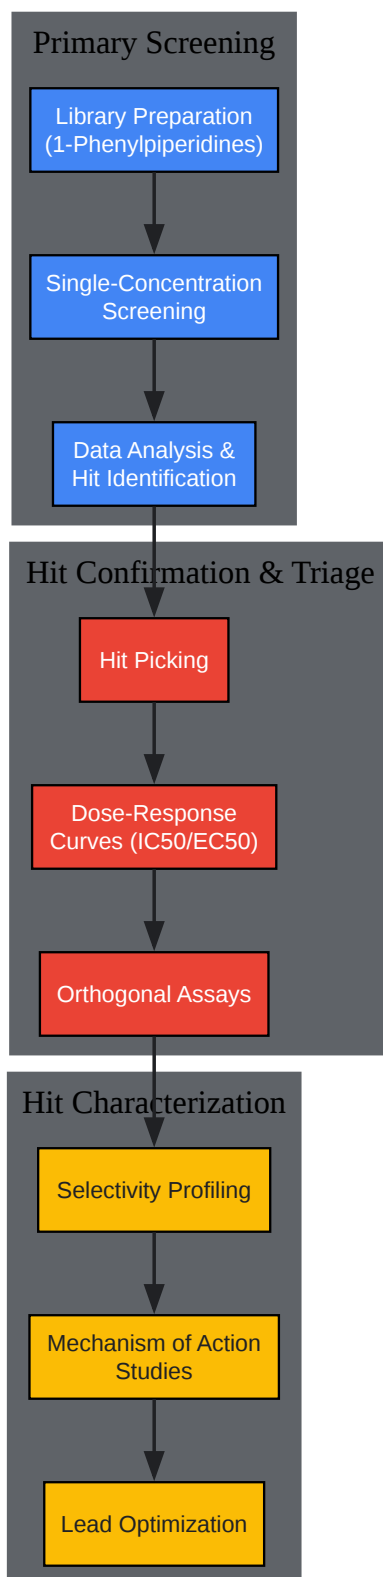 Primary Screening
Library Preparation
(1-Phenylpiperidines)
Single-Concentration
Screening
Data Analysis &
Hit Identification
Hit Confirmation & Triage
Hit Picking
Dose-Response
Curves (IC50/EC50)
Orthogonal Assays
Hit Characterization
Selectivity Profiling
Mechanism of Action
Studies
Lead Optimization